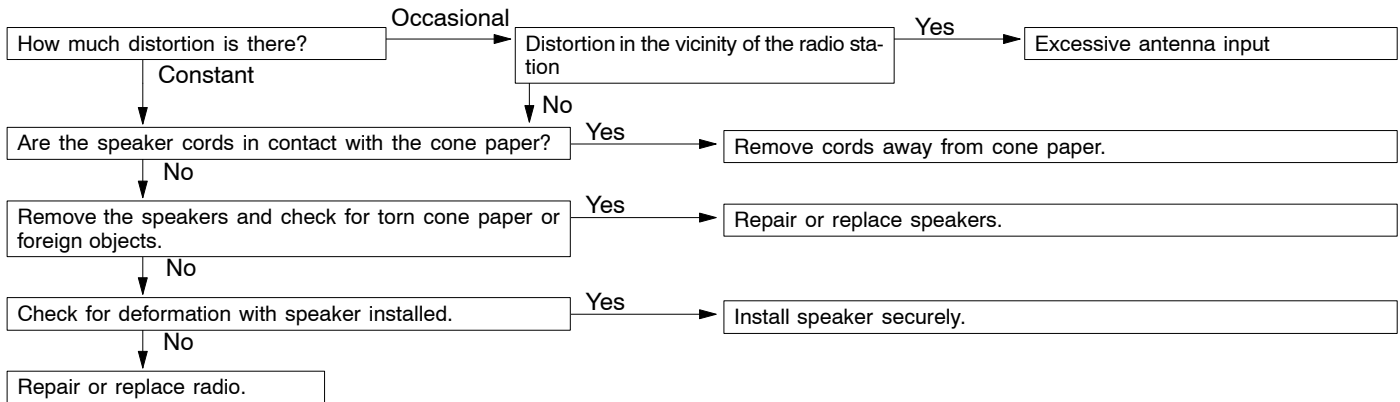 Occasional
Yes
How much distortion is there?
Distortion in the vicinity of the radio sta-
tion
Excessive antenna input
Constant
No
Are the speaker cords in contact with the cone paper?
Yes
Remove cords away from cone paper.
No
Remove the speakers and check for torn cone paper or
foreign objects.
Yes
Repair or replace speakers.
No
Check for deformation with speaker installed.
Yes
Install speaker securely.
No
Repair or replace radio.